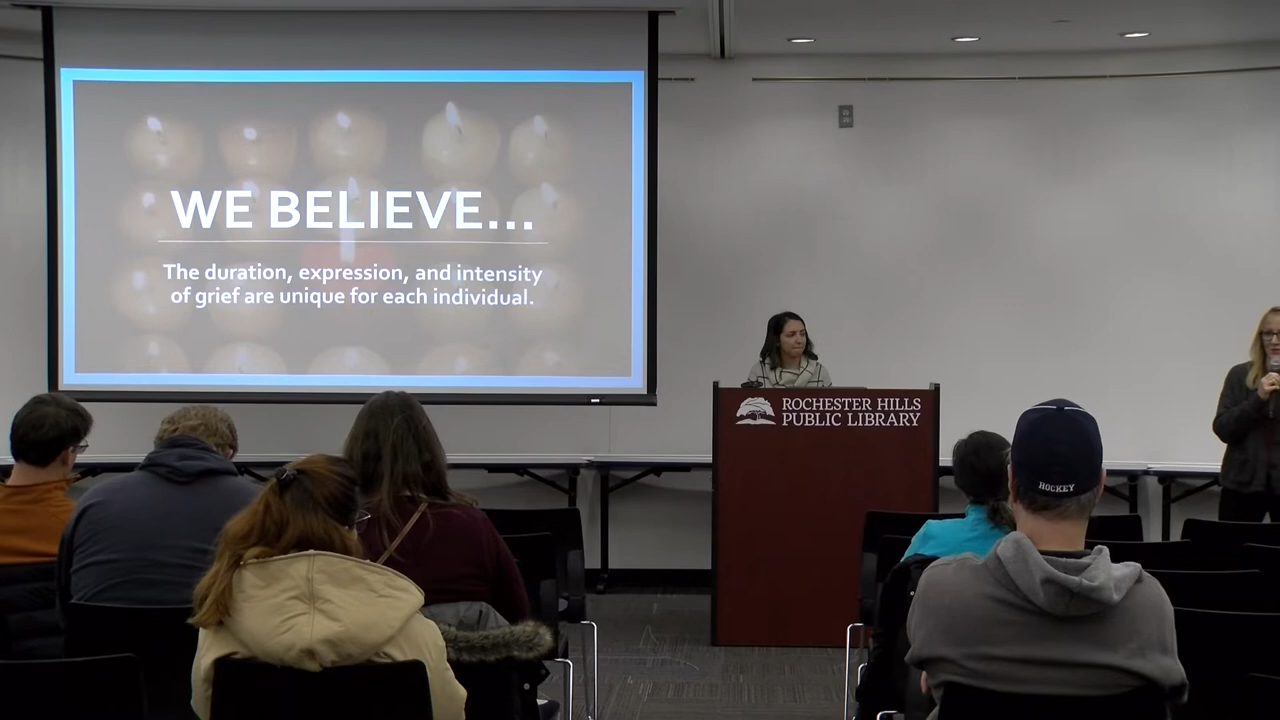 WE BELIEVE...
The duration, expression, and intensity
of grief are unique for each individual.
ROCHESTER HILLS
PUBLIC LIBRARY
HOCKEY